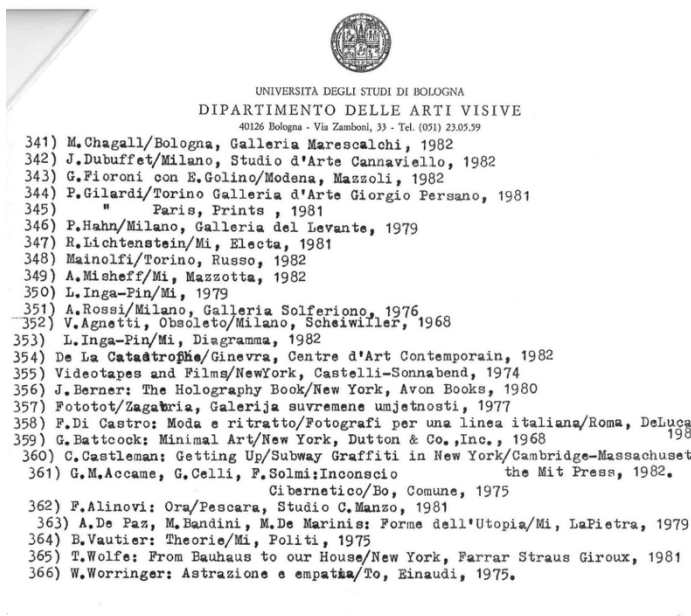 UNIVERSITÀ DEGLI STUDI DI BOLOGNA
DIPARTIMENTO DELLE ARTI VISIVE
40126 Bologna - Via Zamboni, 33 - Tel. (051) 23.05.59
341) M.Chagall/Bologna, Galleria Marescalchi, 1982
342) J.Dubuffet/Milano, Studio d'Arte Cannaviello, 1982
343) G.Fioroni con E.Golino/Modena, Mazzoli, 1982
344) P.Gilardi/Torino Galleria d'Arte Giorgio Persano, 1981
345) " Paris, Prints , 1981
346) P.Hahn/Milano, Galleria del Levante, 1979
347) R.Lichtenstein/Mi, Electa, 1981
348) Mainolfi/Torino, Russo, 1982
349) A.Misheff/Mi, Mazzotta, 1982
350) L.Inga-Pin/Mi, 1979
351) A.Rossi/Milano, Galleria Solferiono, 1976
352) V.Agnetti, Obsoleto/Milano, Scheiwiller, 1968
353) L.Inga-Pin/Mi, Diagramma, 1982
354) De La Catastrophe/Ginevra, Centre d'Art Contemporain, 1982
355) Videotapes and Films/NewYork, Castelli-Sonnabend, 1974
356) J.Berner: The Holography Book/New York, Avon Books, 1980
357) Fototot/Zagabria, Galerija suvremene umjetnosti, 1977
358) F.Di Castro: Moda e ritratto/Fotografi per una linea italiana/Roma, DeLuca
198
359) G.Battcock: Minimal Art/New York, Dutton & Co.,Inc., 1968
360) C.Castleman: Getting Up/Subway Graffiti in New York/Cambridge-Massachuset
the Mit Press, 1982.
361) G.M.Accame, G.Celli, F.Solmi:Inconscio
Cibernetico/Bo, Comune, 1975
362) F.Alinovi: Ora/Pescara, Studio C.Manzo, 1981
363) A.De Paz, M.Bandini, M.De Marinis: Forme dell'Utopia/Mi, LaPietra, 1979
364) B.Vautier: Theorie/Mi, Politi, 1975
365) T.Wolfe: From Bauhaus to our House/New York, Farrar Straus Giroux, 1981
366) W.Worringer: Astrazione e empatia/To, Einaudi, 1975.